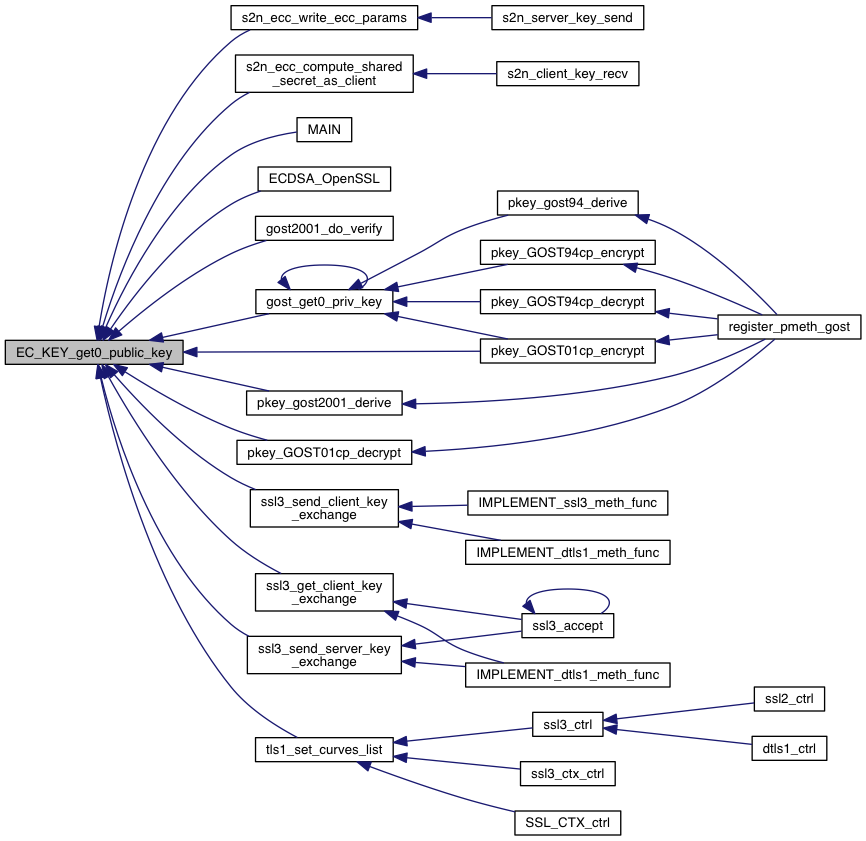 s2n_ecc_write_ecc_params
s2n_server_key_send
s2n_ecc_compute_shared
_secret_as_client
s2n_client_key_recv
MAIN
ECDSA_OpenSSL
gost2001_do_verify
pkey_gost94_derive
pkey_GOST94cp_encrypt
gost_get0_priv_key
pkey_GOST94cp_decrypt
register_pmeth_gost
EC_KEY_get0_public_key
pkey_GOST01cp_encrypt
pkey_gost2001_derive
pkey_GOST01cp_decrypt
ssl3_send_client_key
_exchange
IMPLEMENT_ssl3_meth_func
IMPLEMENT_dtls1_meth_func
ssl3_get_client_key
_exchange
ssl3_accept
ssl3_send_server_key
_exchange
IMPLEMENT_dtls1_meth_func
ssl2_ctrl
ssl3_ctrl
tls1_set_curves_list
dtls1_ctrl
ssl3_ctx_ctrl
SSL_CTX_ctrl